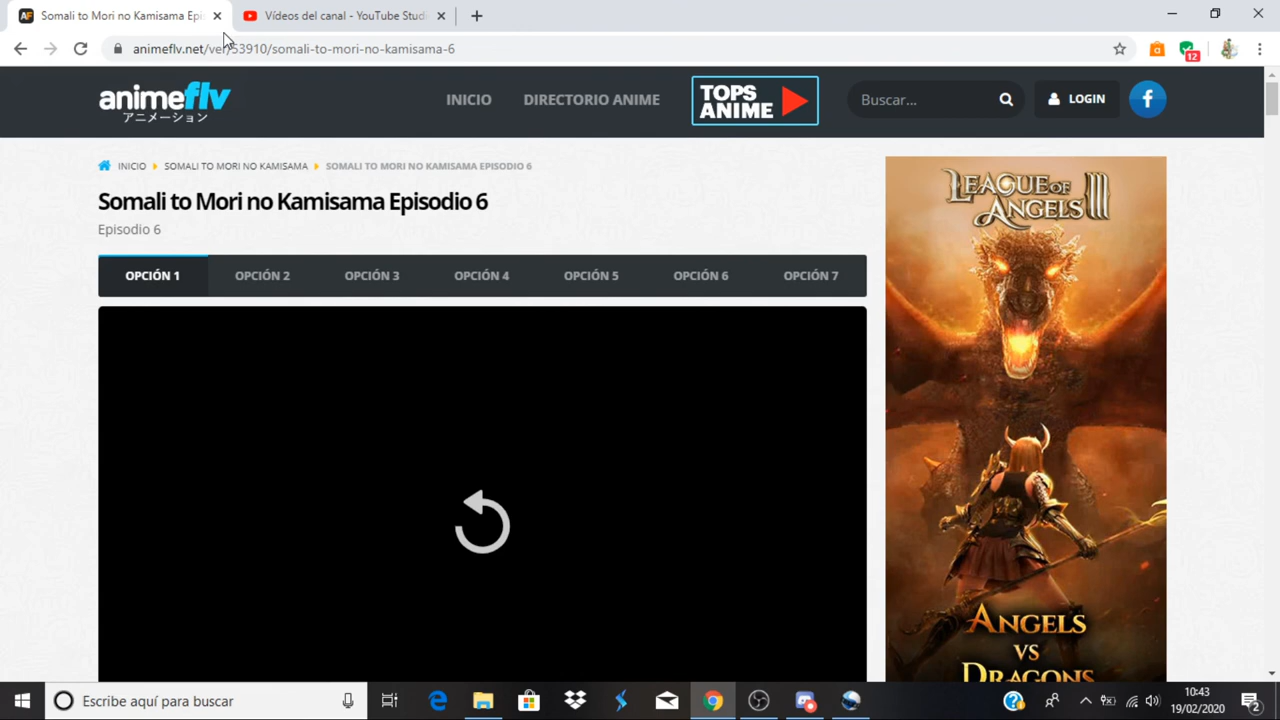 Somali to Mori no Kamisama Epis
Vídeos del canal - YouTube Studi
animeflv.net/ver/53910/somali-to-mori-no-kamisama-6
12
animeflv
アニメーション
INICIO
DIRECTORIO ANIME
TOPS
ANIME
Buscar...
LOGIN
INICIO
SOMALI TO MORI NO KAMISAMA
SOMALI TO MORI NO KAMISAMA EPISODIO 6
Somali to Mori no Kamisama Episodio 6
Episodio 6
OPCIÓN 1
OPCIÓN 2
OPCIÓN 3
OPCIÓN 4
OPCIÓN 5
OPCIÓN 6
OPCIÓN 7
LEAGUE OF
ANGELS III
ANGELS
VS
DRAGONS
Escribe aquí para buscar
10:43
19/02/2020
2